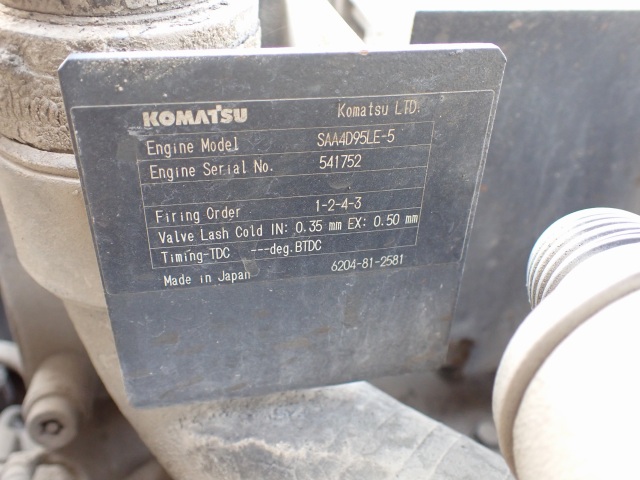 KOMATSU Komatsu LTD.
Engine Model SAA4D95LE-5
Engine Serial No. 541752
Firing Order 1-2-4-3
Valve Lash Cold IN: 0.35 mm EX: 0.50 mm
Timing-TDC ---deg.BTDC
Made in Japan 6204-81-2581